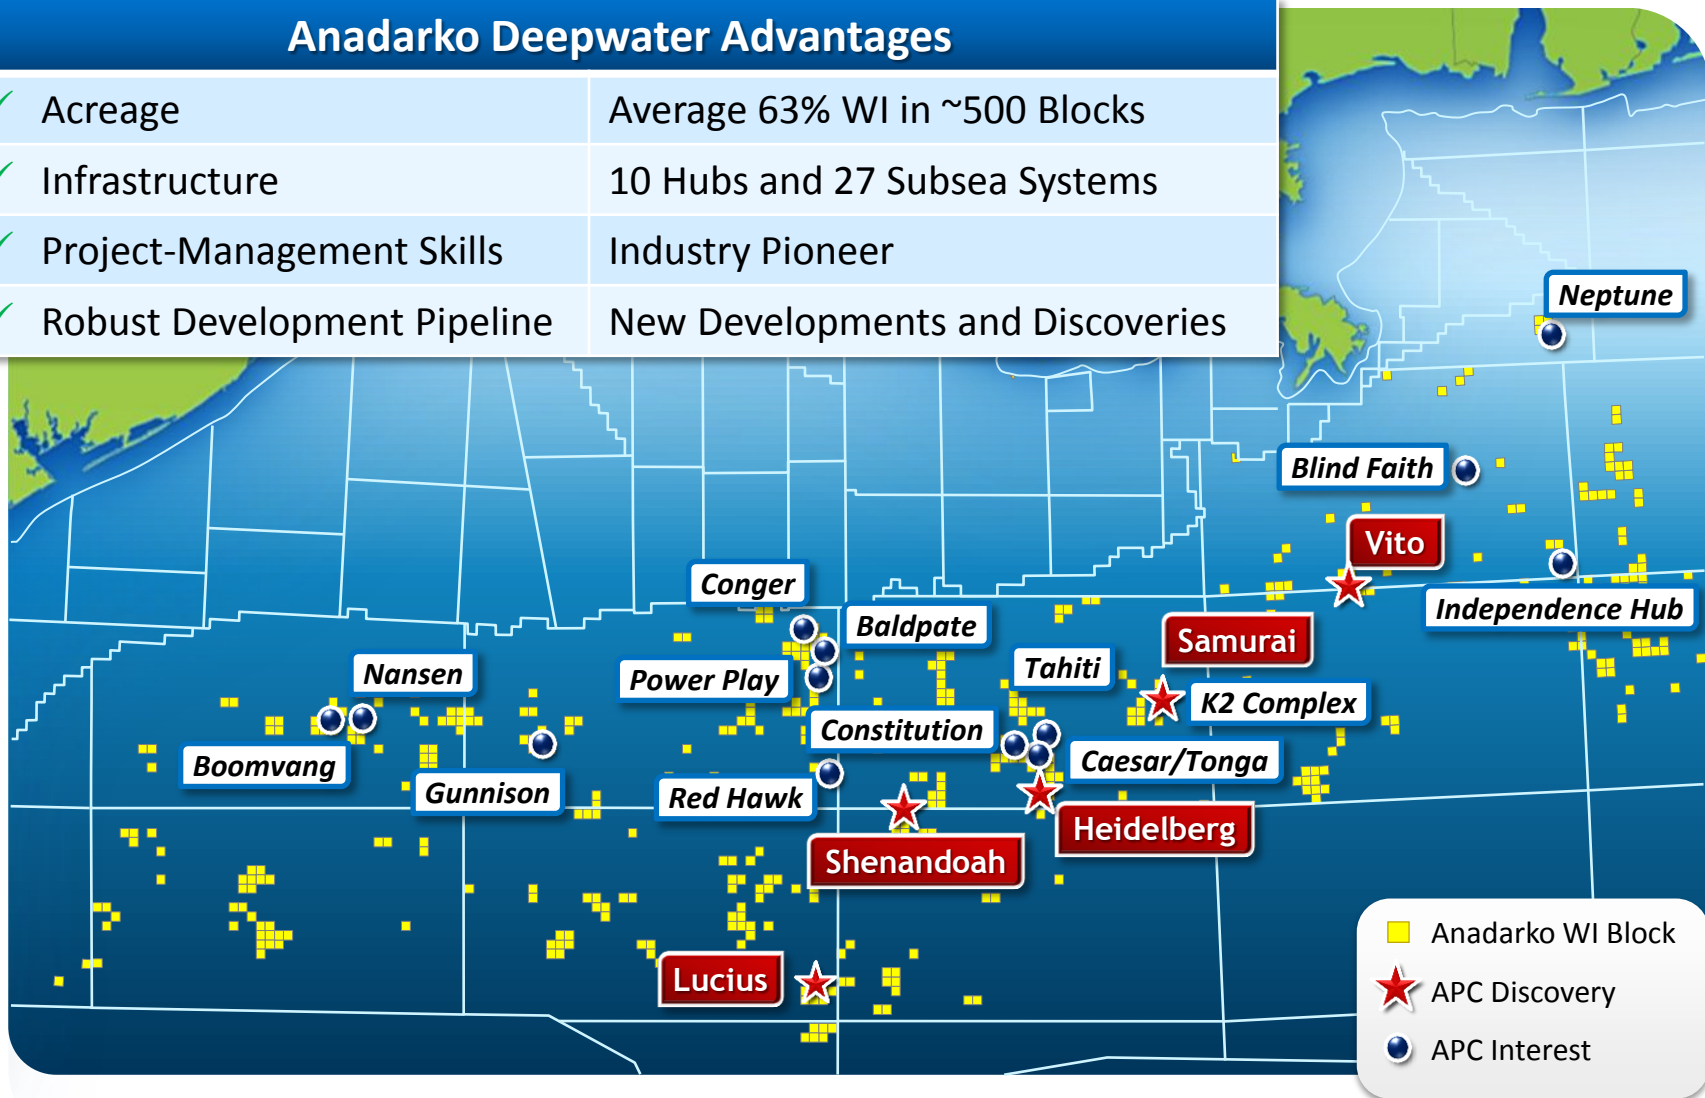 Anadarko Deepwater Advantages
✓ Acreage Average 63% WI in ~500 Blocks
✓ Infrastructure 10 Hubs and 27 Subsea Systems
✓ Project-Management Skills Industry Pioneer
✓ Robust Development Pipeline New Developments and Discoveries
Neptune
Blind Faith
Vito
Conger
Independence Hub
Baldpate
Samurai
Tahiti
Nansen
Power Play
K2 Complex
Constitution
Caesar/Tonga
Boomvang
Gunnison
Red Hawk
Heidelberg
Shenandoah
Lucius
Anadarko WI Block
APC Discovery
APC Interest